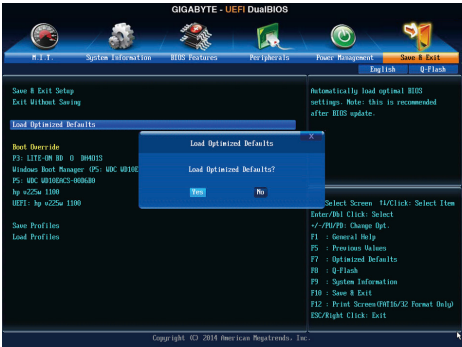 GIGABYTE - UEFI DualBIOS
M.I.T.
System Information
BIOS Features
Peripherals
Power Management
Save & Exit
English
Q-Flash
Save & Exit Setup
Exit Without Saving
Load Optimized Defaults
Boot Override
P3: LITE-ON BD O DH401S
Windows Boot Manager (P5: WDC WD10E
P5: WDC WD10EACS-00D6B0
hp v225w 1100
UEFI: hp v225w 1100
Save Profiles
Load Profiles
Load Optimized Defaults
X
Load Optimized Defaults?
Yes
No
Automatically load optimal BIOS
settings. Note: this is recommended
after BIOS update.
Select Screen ↑↓/Click: Select Item
Enter/Dbl Click: Select
+/-/PU/PD: Change Opt.
F1 : General Help
F5 : Previous Values
F7 : Optimized Defaults
F8 : Q-Flash
F9 : System Information
F10 : Save & Exit
F12 : Print Screen(FAT16/32 Format Only)
ESC/Right Click: Exit
Copyright (C) 2014 American Megatrends, Inc.